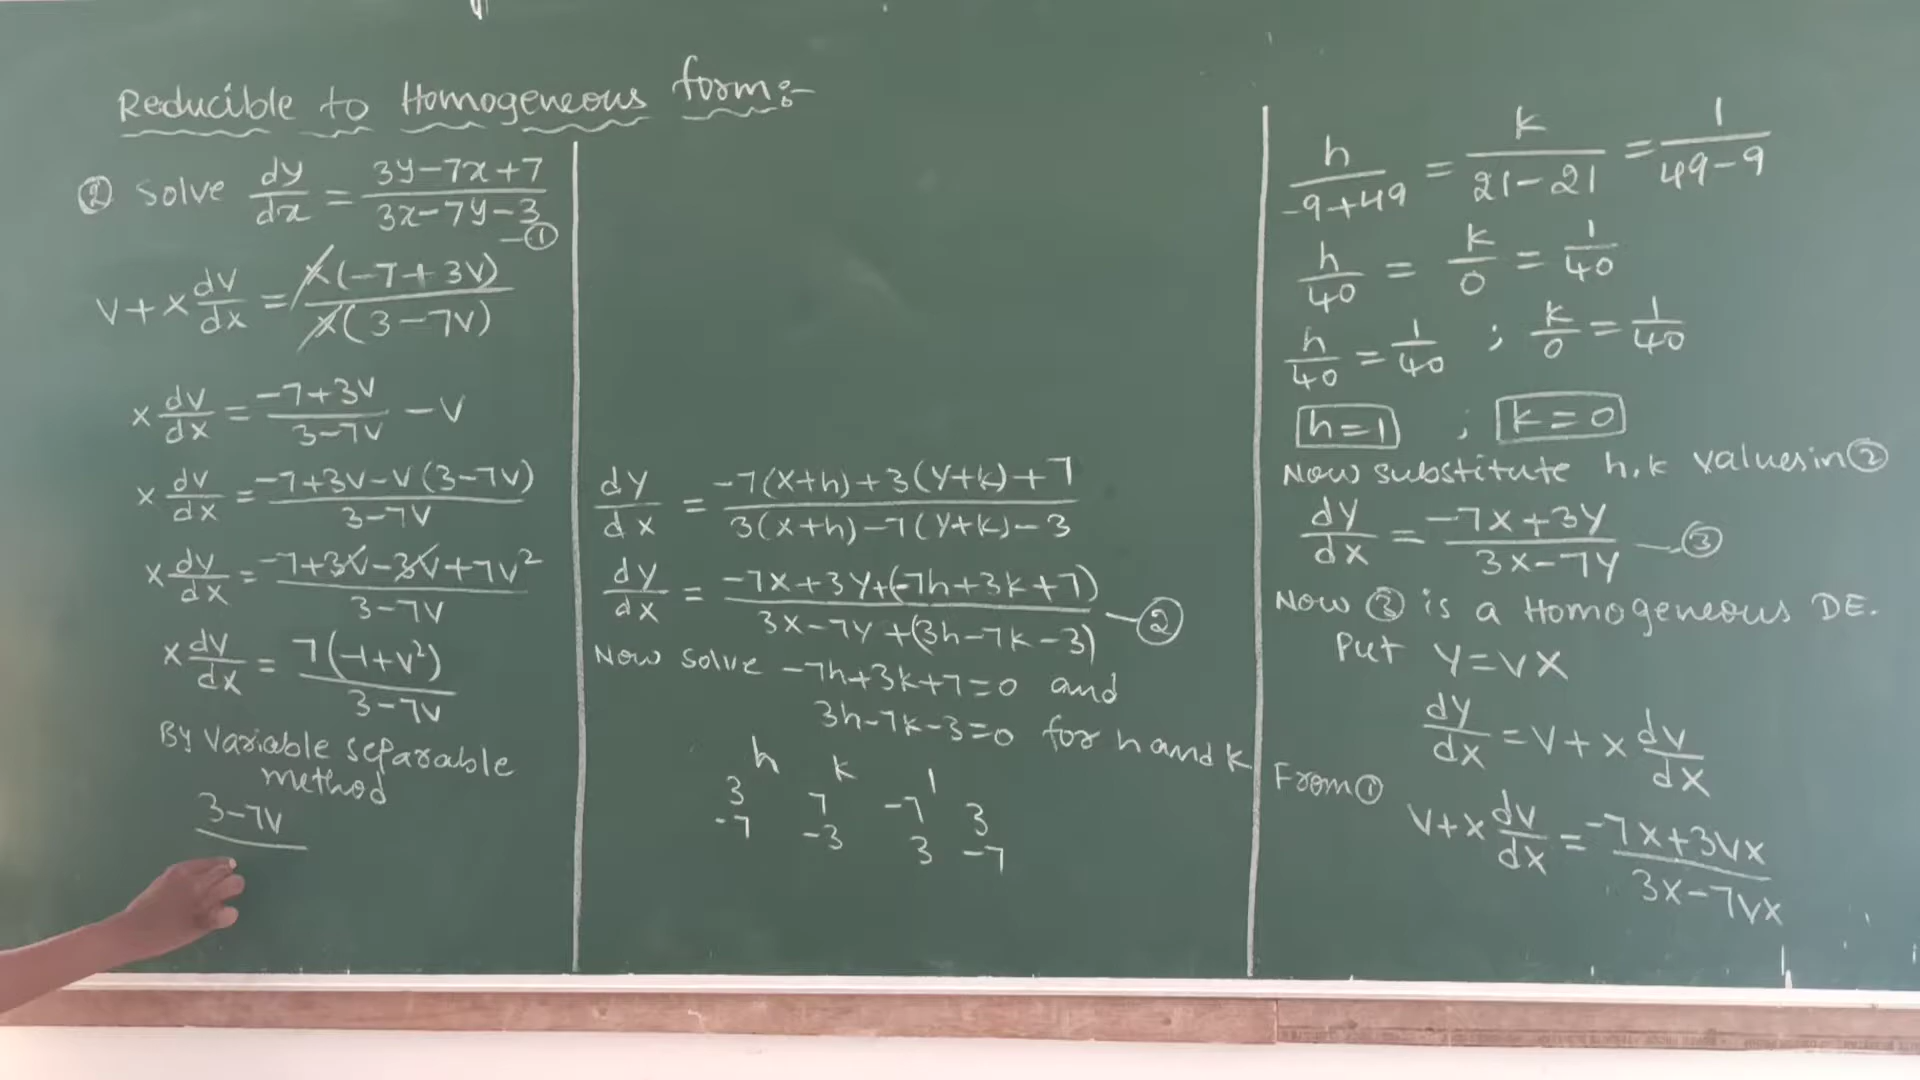 Reducible to Homogeneous form:-
② Solve dy/dx = (3y-7x+7)/(3x-7y-3) -①
V+X dV/dX = X(-7+3V)/X(3-7V)
X dV/dX = (-7+3V)/(3-7V) - V
X dV/dX = (-7+3V-V(3-7V))/(3-7V)
X dV/dX = (-7+3V-3V+7V²)/(3-7V)
X dV/dX = 7(-1+V²)/(3-7V)
By Variable separable
method
3-7V
dY/dX = (-7(X+h)+3(Y+k)+7)/(3(X+h)-7(Y+k)-3)
dY/dX = (-7X+3Y+(-7h+3k+7))/(3X-7Y+(3h-7k-3)) -②
Now solve -7h+3k+7=0 and
3h-7k-3=0 for h and k
h k 1
3 7 -7 3
-7 -3 3 -7
h/(-9+49) = k/(21-21) = 1/(49-9)
h/40 = k/0 = 1/40
h/40 = 1/40 ; k/0 = 1/40
h=1 ; k=0
Now substitute h,k values in ②
dY/dX = (-7X+3Y)/(3X-7Y) -③
Now ③ is a Homogeneous DE.
Put Y=VX
dY/dX = V+X dV/dX
From ①
V+X dV/dX = (-7X+3VX)/(3X-7VX)